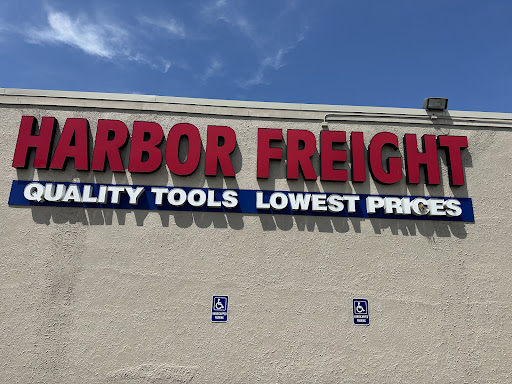 HARBOR FREIGHT
QUALITY TOOLS LOWEST PRICES